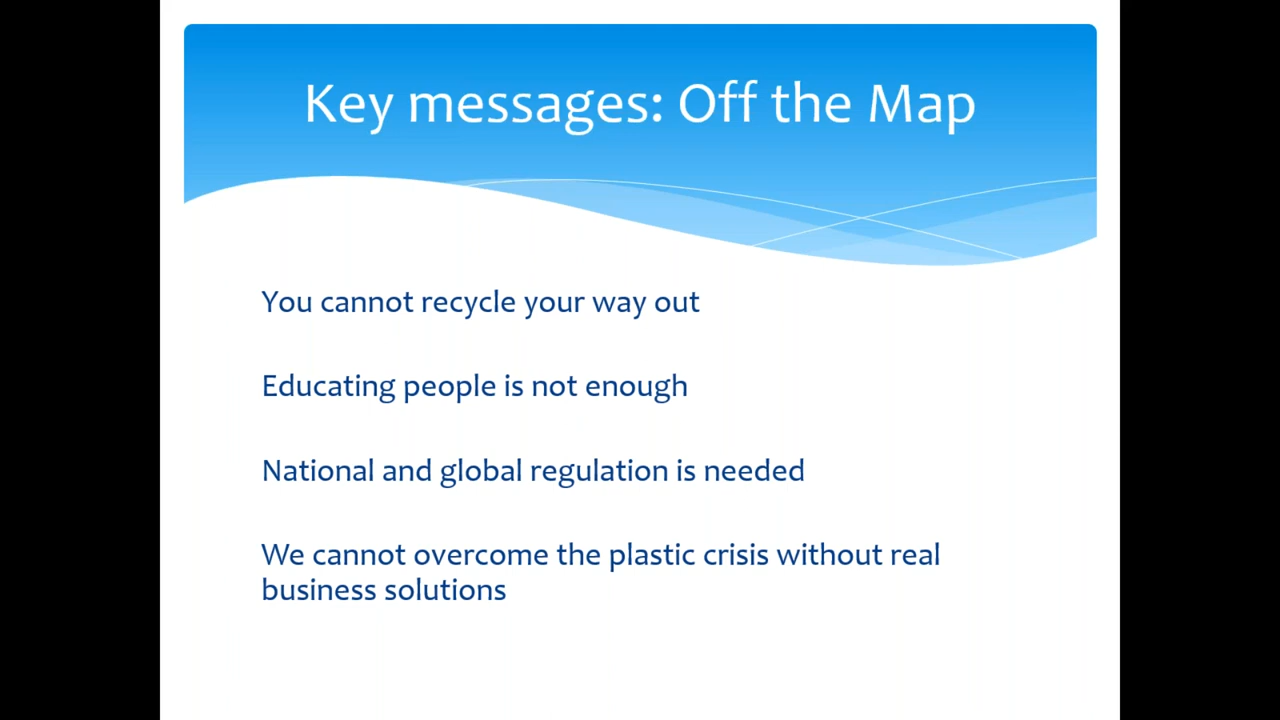 Key messages: Off the Map
You cannot recycle your way out
Educating people is not enough
National and global regulation is needed
We cannot overcome the plastic crisis without real
business solutions